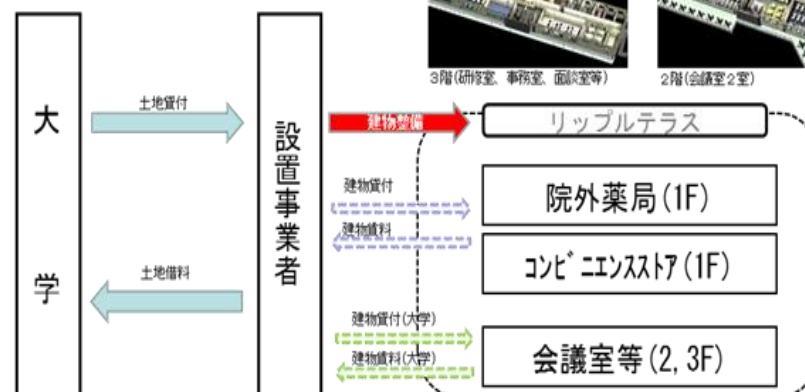 3階(研修室、事務室、面談室等)
2階(会議室2室)
大学
土地貸付
土地借料
設置事業者
建物整備
リップルテラス
建物貸付
建物賃料
院外薬局(1F)
コンビニエンスストア(1F)
建物貸付(大学)
建物賃料(大学)
会議室等(2,3F)